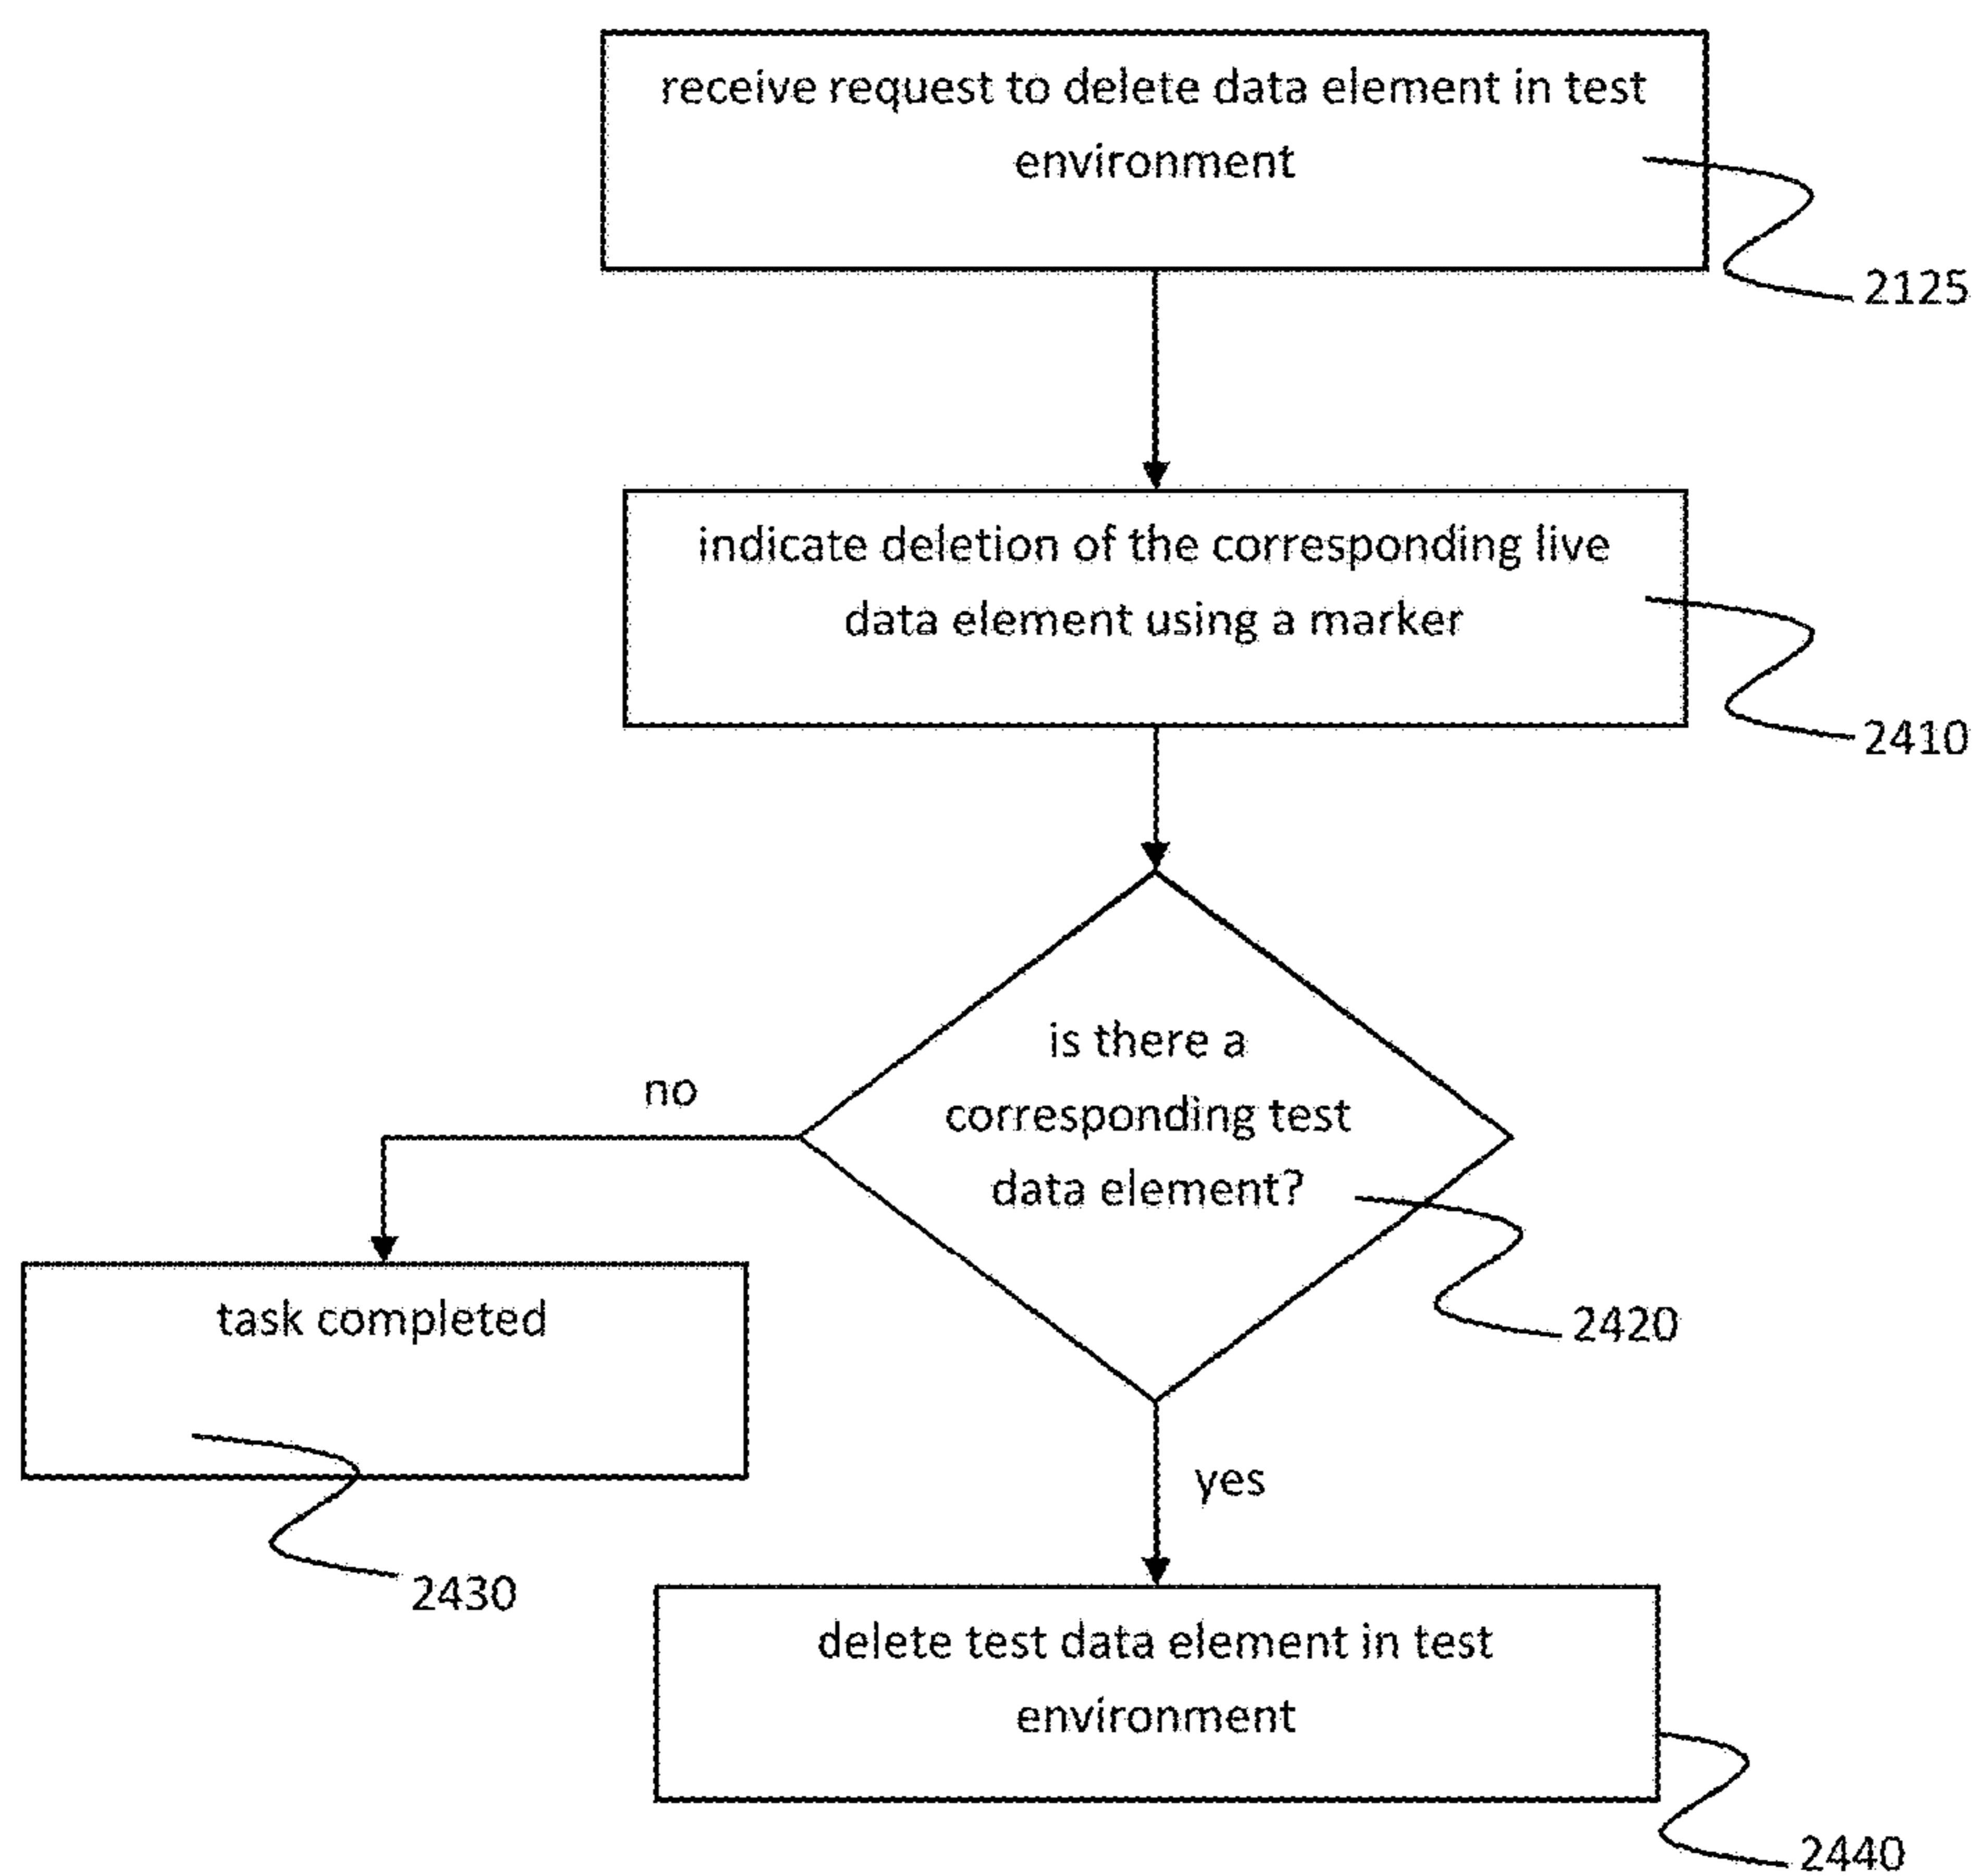 receive request to delete data element in test
environment
2125
indicate deletion of the corresponding live
data element using a marker
2410
is there a
corresponding test
data element?
2420
no
task completed
2430
yes
delete test data element in test
environment
2440